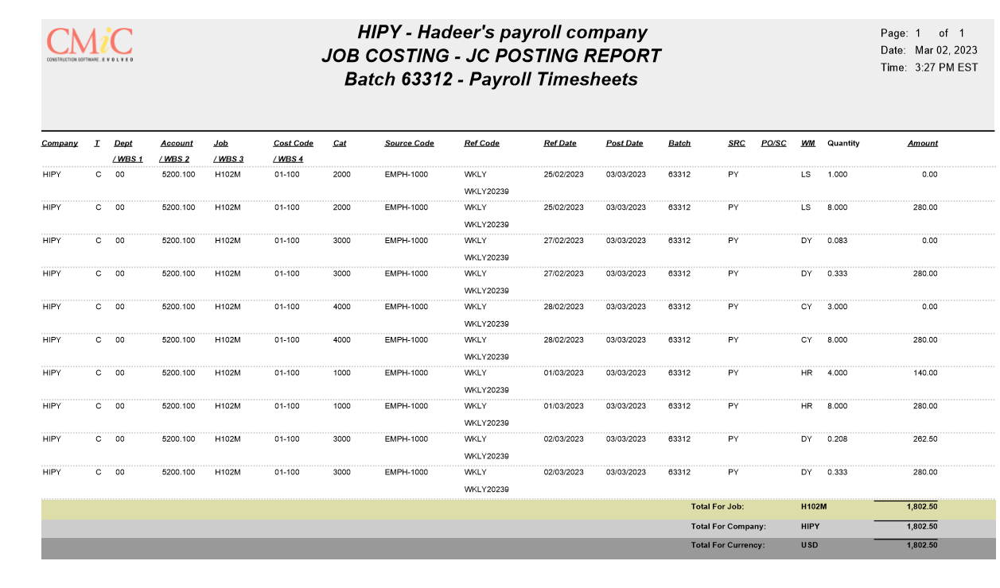 CMiC
CONSTRUCTION SOFTWARE. EVOLVED
HIPY - Hadeer's payroll company
JOB COSTING - JC POSTING REPORT
Batch 63312 - Payroll Timesheets
Page: 1 of 1
Date: Mar 02, 2023
Time: 3:27 PM EST
Company T Dept Account Job Cost Code Cat Source Code Ref Code Ref Date Post Date Batch SRC PO/SC WM Quantity Amount
/ WBS 1 / WBS 2 / WBS 3 / WBS 4
HIPY C 00 5200.100 H102M 01-100 2000 EMPH-1000 WKLY 25/02/2023 03/03/2023 63312 PY LS 1.000 0.00
WKLY20239
HIPY C 00 5200.100 H102M 01-100 2000 EMPH-1000 WKLY 25/02/2023 03/03/2023 63312 PY LS 8.000 280.00
WKLY20239
HIPY C 00 5200.100 H102M 01-100 3000 EMPH-1000 WKLY 27/02/2023 03/03/2023 63312 PY DY 0.083 0.00
WKLY20239
HIPY C 00 5200.100 H102M 01-100 3000 EMPH-1000 WKLY 27/02/2023 03/03/2023 63312 PY DY 0.333 280.00
WKLY20239
HIPY C 00 5200.100 H102M 01-100 4000 EMPH-1000 WKLY 28/02/2023 03/03/2023 63312 PY CY 3.000 0.00
WKLY20239
HIPY C 00 5200.100 H102M 01-100 4000 EMPH-1000 WKLY 28/02/2023 03/03/2023 63312 PY CY 8.000 280.00
WKLY20239
HIPY C 00 5200.100 H102M 01-100 1000 EMPH-1000 WKLY 01/03/2023 03/03/2023 63312 PY HR 4.000 140.00
WKLY20239
HIPY C 00 5200.100 H102M 01-100 1000 EMPH-1000 WKLY 01/03/2023 03/03/2023 63312 PY HR 8.000 280.00
WKLY20239
HIPY C 00 5200.100 H102M 01-100 3000 EMPH-1000 WKLY 02/03/2023 03/03/2023 63312 PY DY 0.208 262.50
WKLY20239
HIPY C 00 5200.100 H102M 01-100 3000 EMPH-1000 WKLY 02/03/2023 03/03/2023 63312 PY DY 0.333 280.00
WKLY20239
Total For Job: H102M 1,802.50
Total For Company: HIPY 1,802.50
Total For Currency: USD 1,802.50